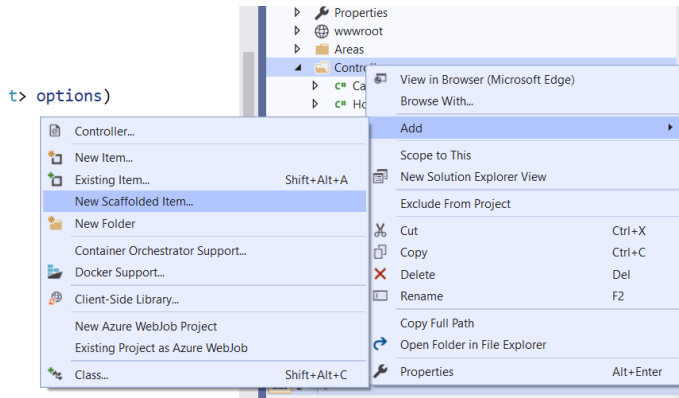 Properties
wwwroot
Areas
Contr
C# Ca
C# Ho
t> options)
View in Browser (Microsoft Edge)
Browse With...
Add
Scope to This
New Solution Explorer View
Exclude From Project
Cut Ctrl+X
Copy Ctrl+C
Delete Del
Rename F2
Copy Full Path
Open Folder in File Explorer
Properties Alt+Enter
Controller...
New Item...
Existing Item... Shift+Alt+A
New Scaffolded Item...
New Folder
Container Orchestrator Support...
Docker Support...
Client-Side Library...
New Azure WebJob Project
Existing Project as Azure WebJob
Class... Shift+Alt+C